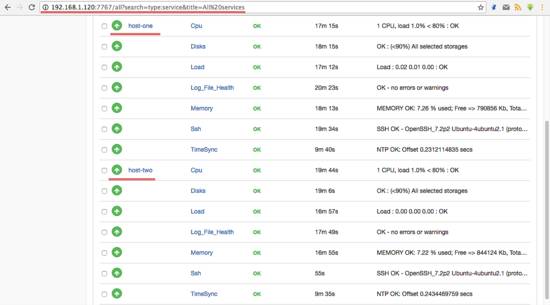 192.168.1.120:7767/all?search=type:service&title=All%20services
host-one Cpu OK 17m 15s 1 CPU, load 1.0% < 80% : OK
Disks OK 18m 15s OK : (<90%) All selected storages
Load OK 17m 12s Load : 0.02 0.01 0.00 : OK
Log_File_Health OK 20m 23s OK - no errors or warnings
Memory OK 18m 13s MEMORY OK: 7.26 % used; Free => 790856 Kb, Tota...
Ssh OK 19m 34s SSH OK - OpenSSH_7.2p2 Ubuntu-4ubuntu2.1 (proto...
TimeSync OK 9m 40s NTP OK: Offset 0.2312114835 secs
host-two Cpu OK 19m 44s 1 CPU, load 1.0% < 80% : OK
Disks OK 19m 6s OK : (<90%) All selected storages
Load OK 16m 57s Load : 0.00 0.00 0.00 : OK
Log_File_Health OK 17m 49s OK - no errors or warnings
Memory OK 16m 55s MEMORY OK: 7.22 % used; Free => 844124 Kb, Tota...
Ssh OK 55s SSH OK - OpenSSH_7.2p2 Ubuntu-4ubuntu2.1 (proto...
TimeSync OK 9m 35s NTP OK: Offset 0.2434469759 secs